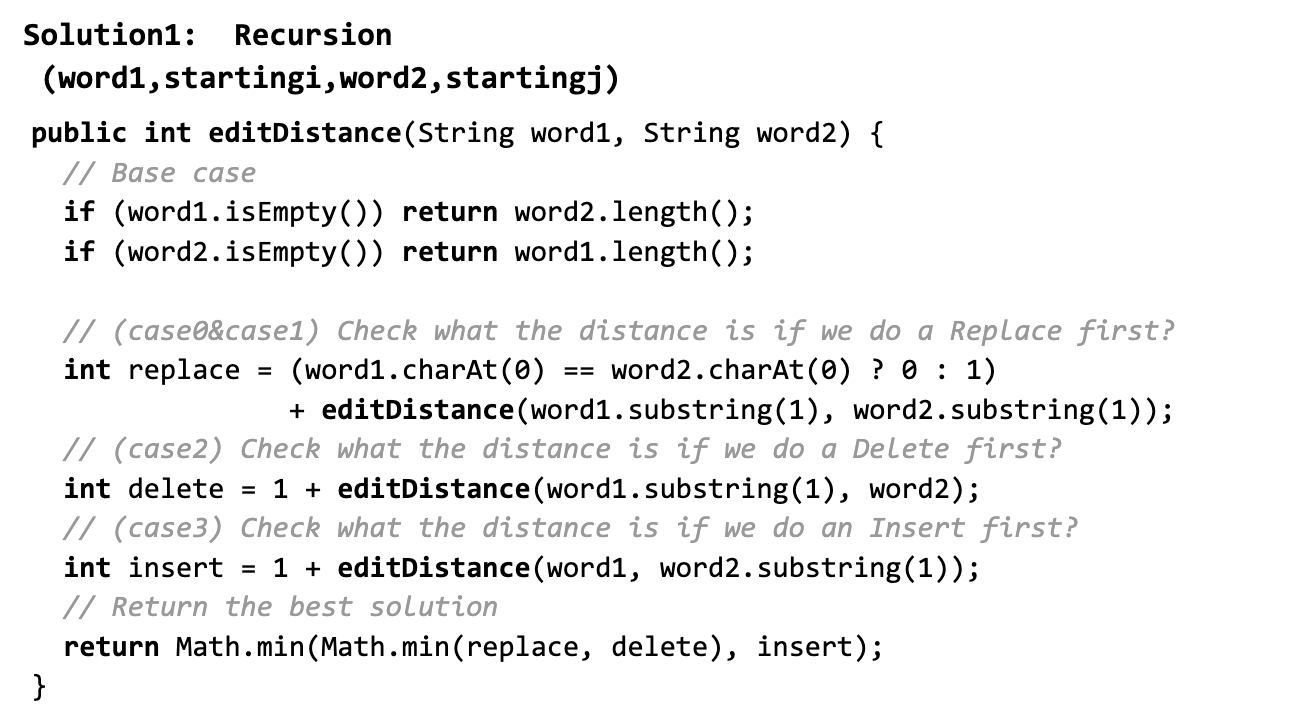 Solution1:  Recursion
(word1,startingi,word2,startingj)
public int editDistance(String word1, String word2) {
  // Base case
  if (word1.isEmpty()) return word2.length();
  if (word2.isEmpty()) return word1.length();
  // (case0&case1) Check what the distance is if we do a Replace first?
  int replace = (word1.charAt(0) == word2.charAt(0) ? 0 : 1)
                + editDistance(word1.substring(1), word2.substring(1));
  // (case2) Check what the distance is if we do a Delete first?
  int delete = 1 + editDistance(word1.substring(1), word2);
  // (case3) Check what the distance is if we do an Insert first?
  int insert = 1 + editDistance(word1, word2.substring(1));
  // Return the best solution
  return Math.min(Math.min(replace, delete), insert);
}